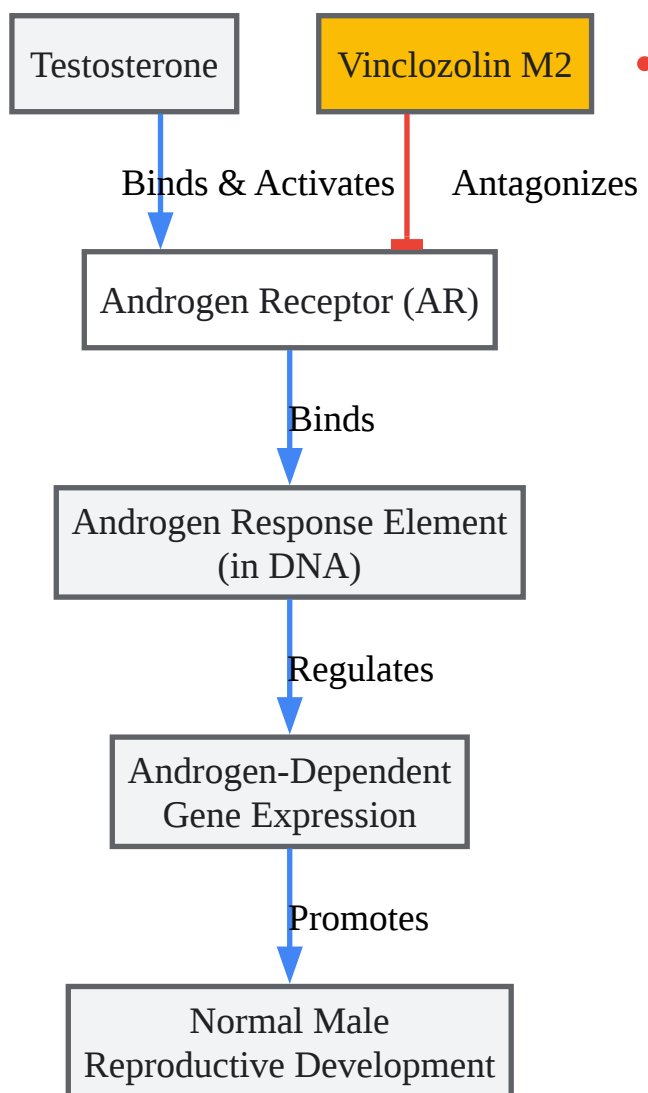 Testosterone
Vinclozolin M2
Binds & Activates
Antagonizes
Androgen Receptor (AR)
Binds
Androgen Response Element
(in DNA)
Regulates
Androgen-Dependent
Gene Expression
Promotes
Normal Male
Reproductive Development